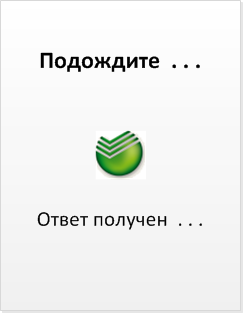 Подождите . . .
Ответ получен . . .